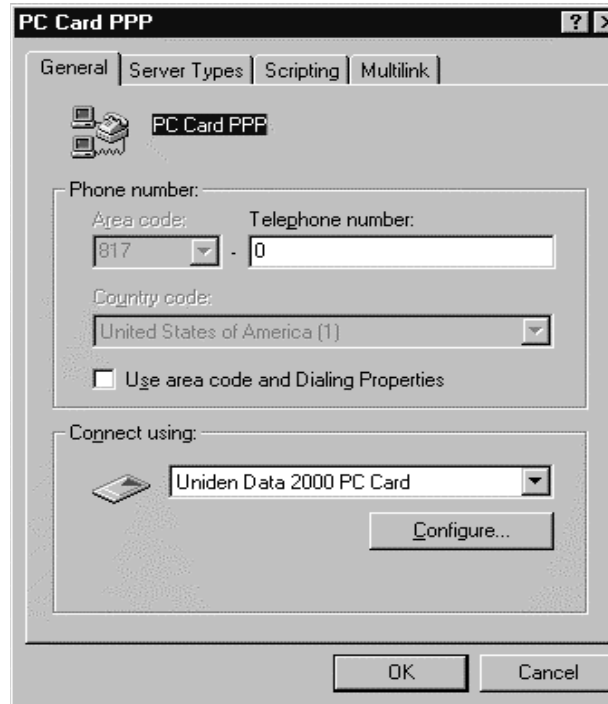 PC Card PPP
General Server Types Scripting Multilink
PC Card PPP
Phone number:
Area code: Telephone number:
817 - 0
Country code:
United States of America (1)
Use area code and Dialing Properties
Connect using:
Uniden Data 2000 PC Card
Configure...
OK Cancel